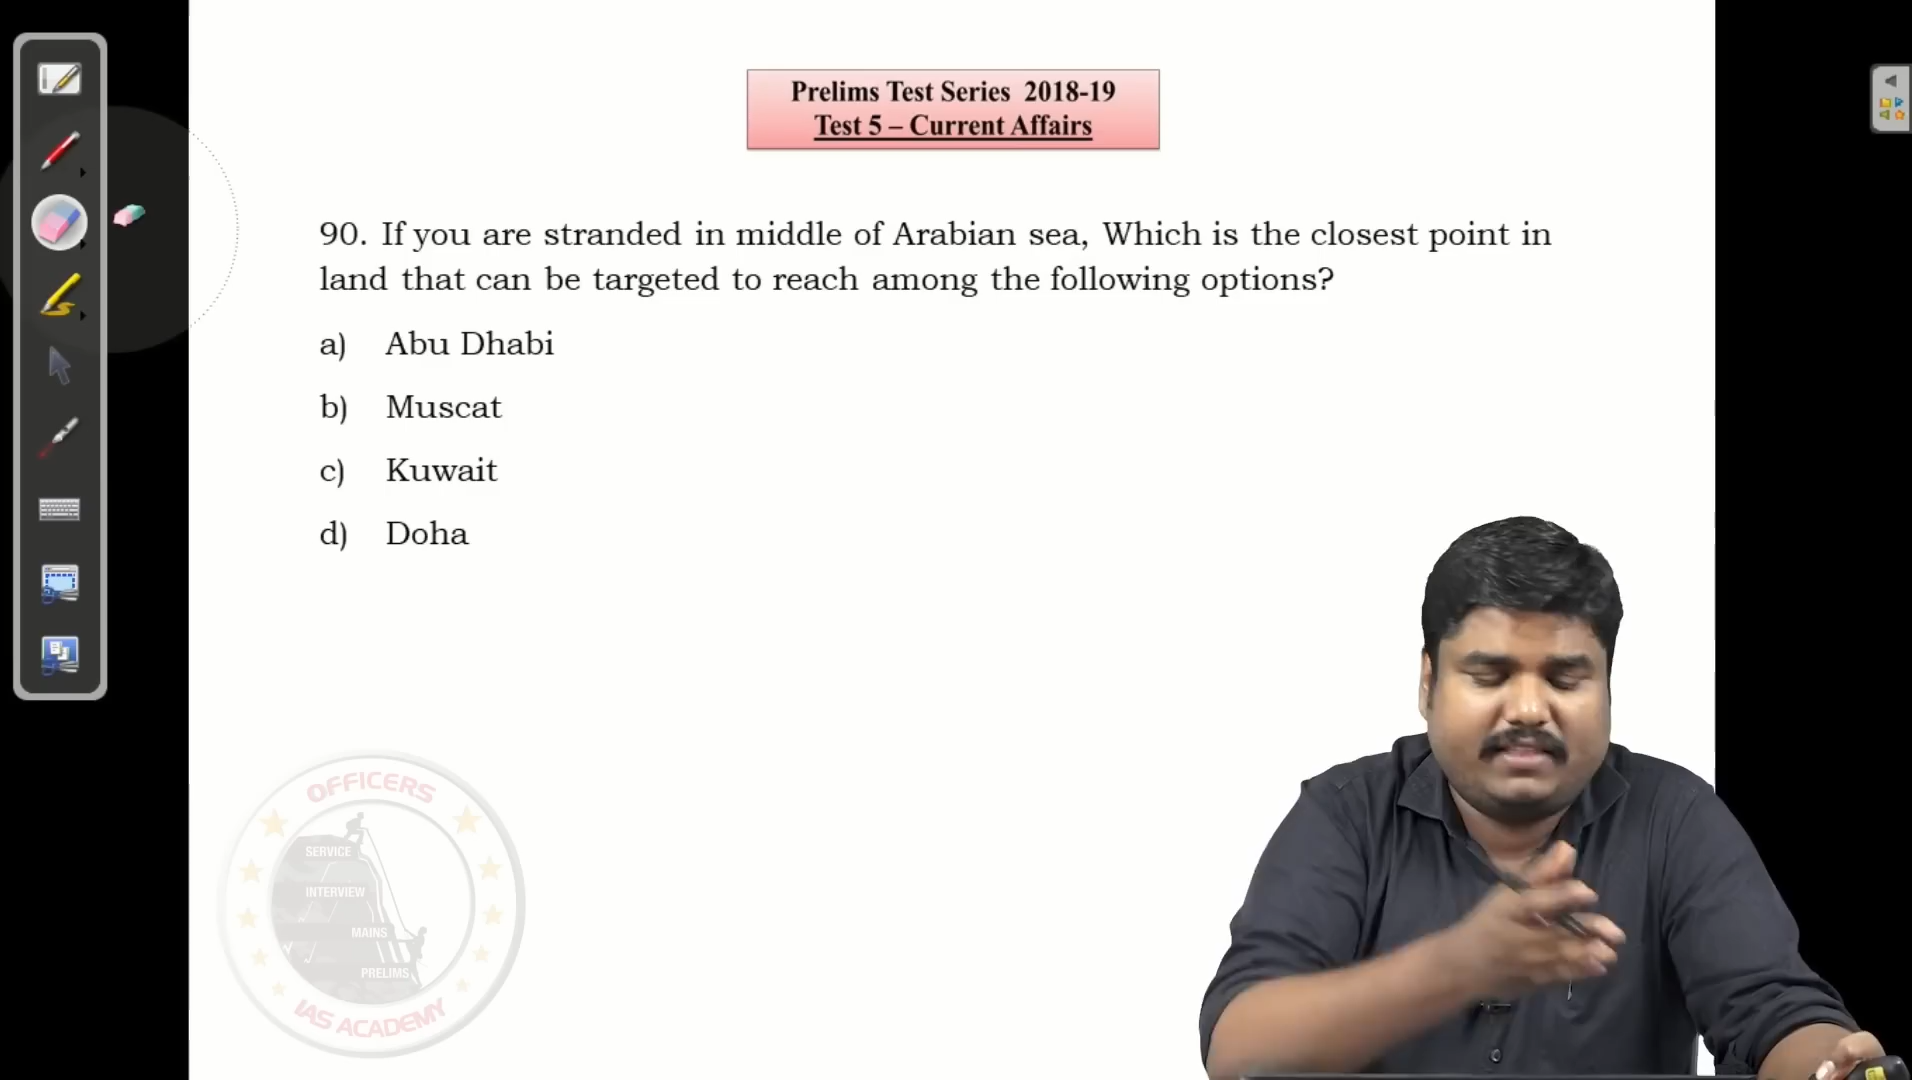 Prelims Test Series 2018-19
Test 5 – Current Affairs
90. If you are stranded in middle of Arabian sea, Which is the closest point in
land that can be targeted to reach among the following options?
a) Abu Dhabi
b) Muscat
c) Kuwait
d) Doha
OFFICERS
SERVICE
INTERVIEW
MAINS
PRELIMS
IAS ACADEMY